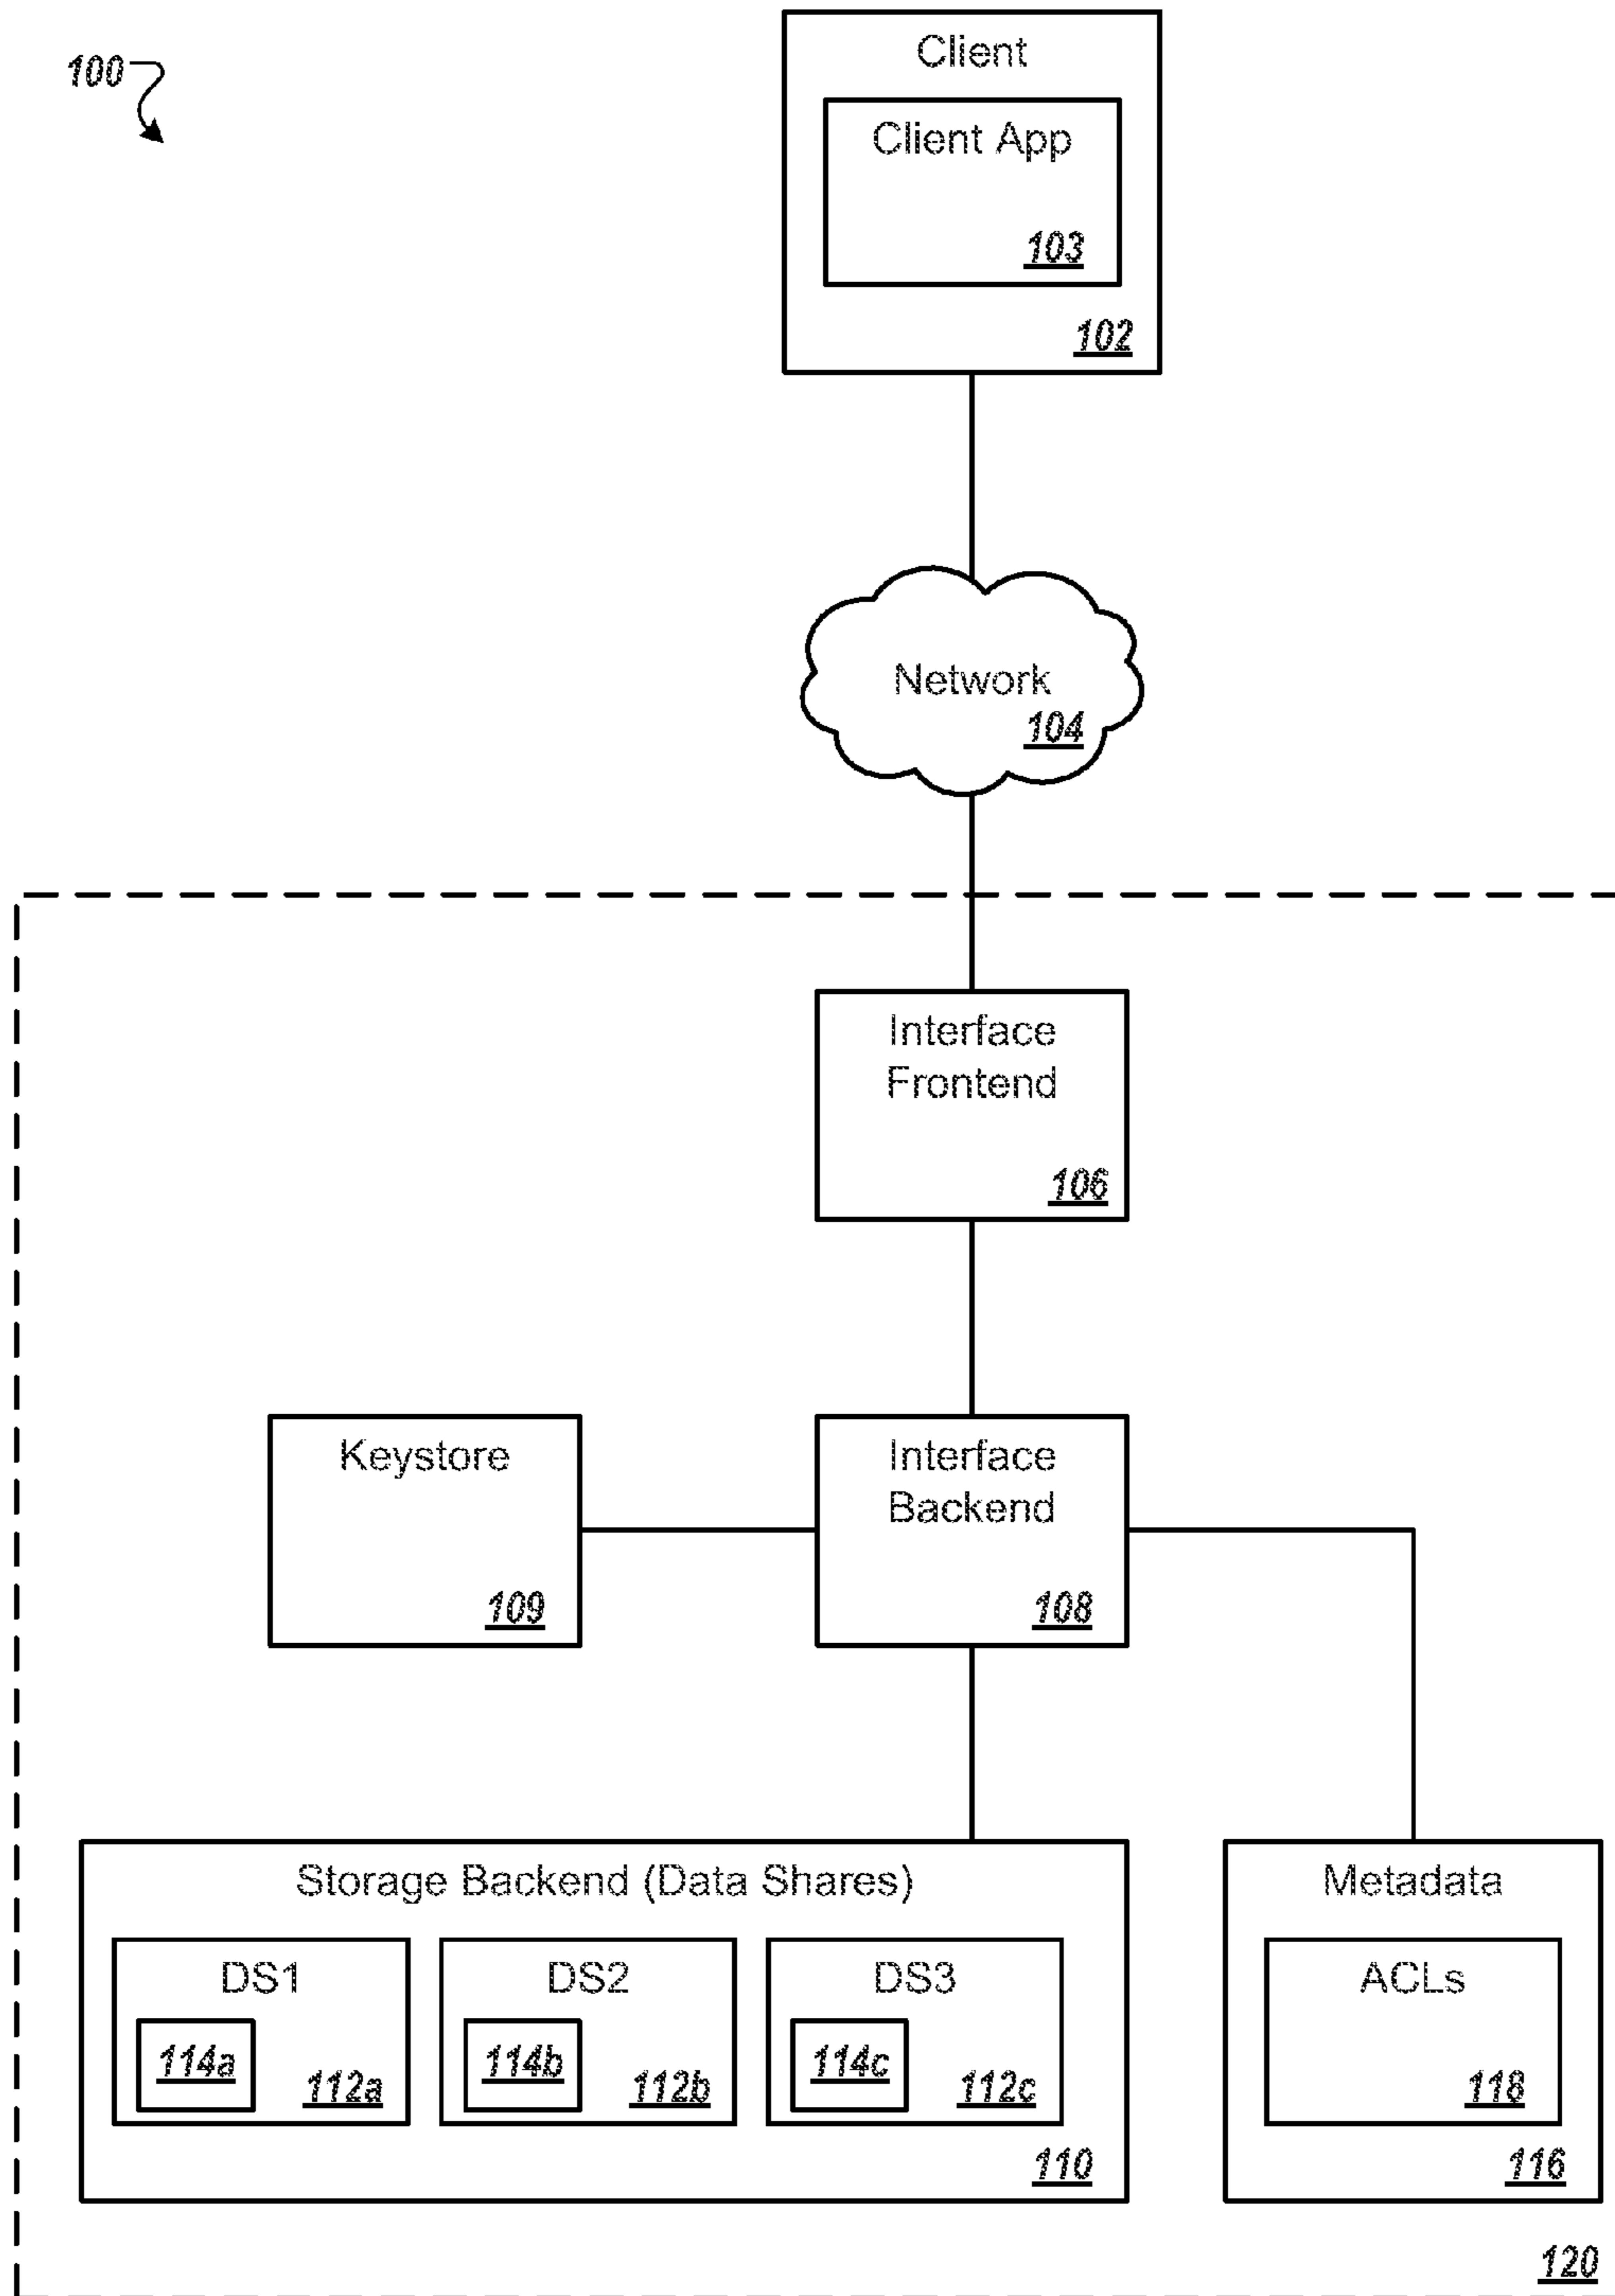 100
Client
Client App
103
102
Network
104
Interface
Frontend
106
Keystore
109
Interface
Backend
108
Storage Backend (Data Shares)
DS1
114a
112a
DS2
114b
112b
DS3
114c
112c
110
Metadata
ACLs
118
116
120